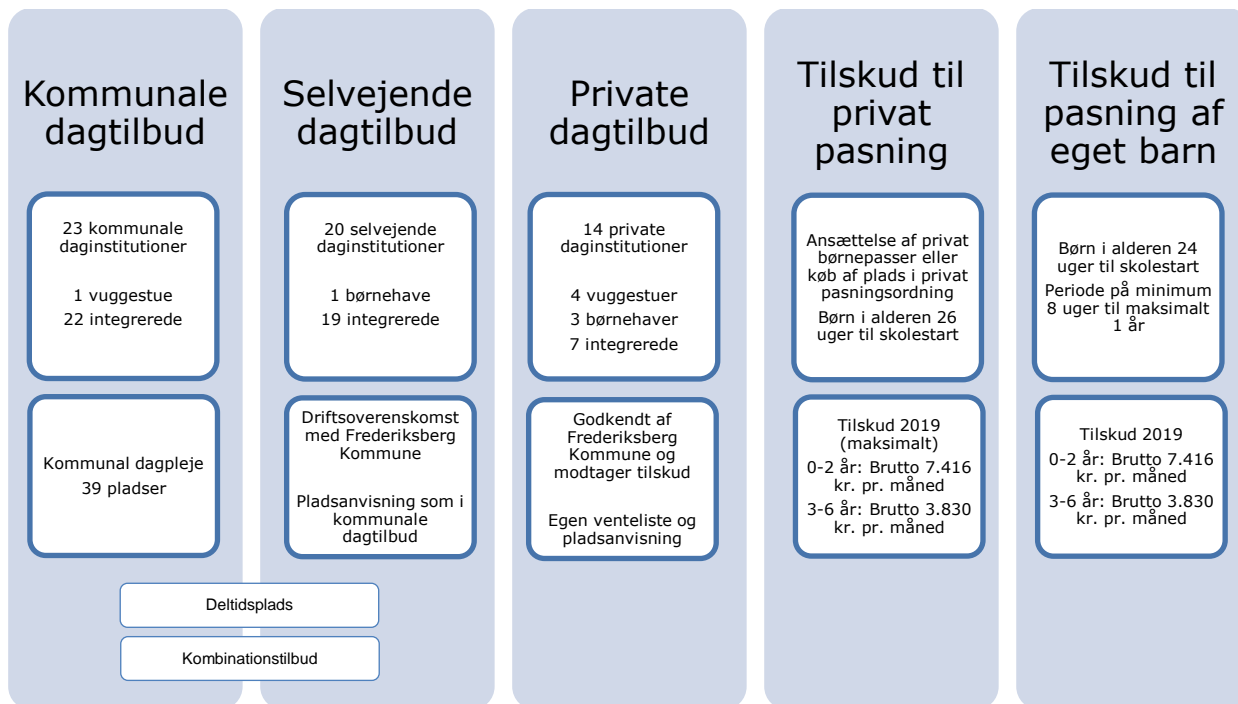 Kommunale
dagtilbud
23 kommunale
daginstitutioner
1 vuggestue
22 integrerede
Kommunal dagpleje
39 pladser
Selvejende
dagtilbud
20 selvejende
daginstitutioner
1 børnehave
19 integrerede
Driftsoverenskomst
med Frederiksberg
Kommune
Pladsanvisning som i
kommunale
dagtilbud
Deltidsplads
Kombinationstilbud
Private
dagtilbud
14 private
daginstitutioner
4 vuggestuer
3 børnehaver
7 integrerede
Godkendt af
Frederiksberg
Kommune og
modtager tilskud
Egen venteliste og
pladsanvisning
Tilskud til
privat
pasning
Ansættelse af privat
børnepasser eller
køb af plads i privat
pasningsordning
Børn i alderen 26
uger til skolestart
Tilskud 2019
(maksimalt)
0-2 år: Brutto 7.416
kr. pr. måned
3-6 år: Brutto 3.830
kr. pr. måned
Tilskud til
pasning af
eget barn
Børn i alderen 24
uger til skolestart
Periode på minimum
8 uger til maksimalt
1 år
Tilskud 2019
0-2 år: Brutto 7.416
kr. pr. måned
3-6 år: Brutto 3.830
kr. pr. måned